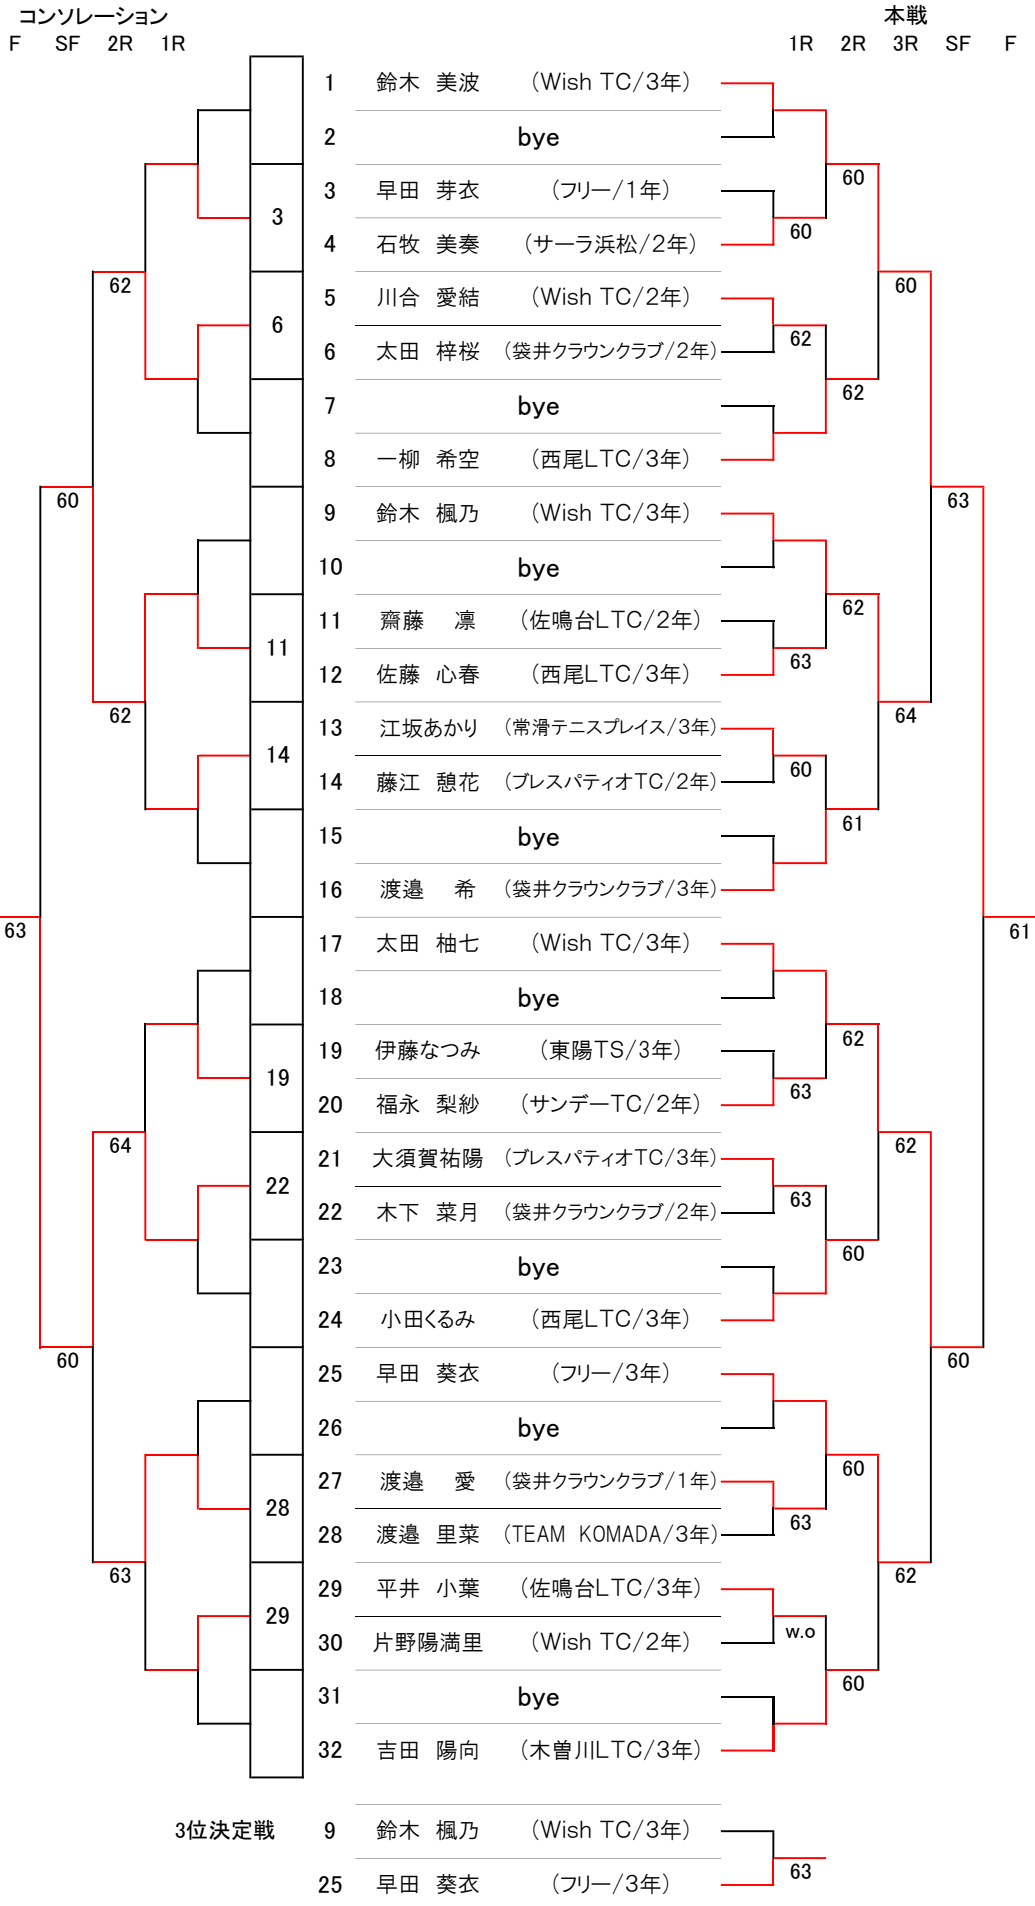 コンソレーション 本戦
F SF 2R 1R 1R 2R 3R SF F
1 鈴木 美波 (Wish TC/3年)
2 bye
60
3 早田 芽衣 (フリー/1年)
3
60
4 石牧 美奏 (サーラ浜松/2年)
62 60
5 川合 愛結 (Wish TC/2年)
6 62
6 太田 梓桜 (袋井クラウンクラブ/2年)
62
7 bye
8 一柳 希空 (西尾LTC/3年)
60 63
9 鈴木 楓乃 (Wish TC/3年)
10 bye
62
11 齋藤 凛 (佐鳴台LTC/2年)
11 63
12 佐藤 心春 (西尾LTC/3年)
62 64
13 江坂あかり (常滑テニスプレイス/3年)
14 60
14 藤江 憩花 (ブレスパティオTC/2年)
61
15 bye
16 渡邉 希 (袋井クラウンクラブ/3年)
63 61
17 太田 柚七 (Wish TC/3年)
18 bye
62
19 伊藤なつみ (東陽TS/3年)
19 63
20 福永 梨紗 (サンデーTC/2年)
64 62
21 大須賀祐陽 (ブレスパティオTC/3年)
22 63
22 木下 菜月 (袋井クラウンクラブ/2年)
60
23 bye
24 小田くるみ (西尾LTC/3年)
60 60
25 早田 葵衣 (フリー/3年)
26 bye
60
27 渡邉 愛 (袋井クラウンクラブ/1年)
28 63
28 渡邉 里菜 (TEAM KOMADA/3年)
63 62
29 平井 小葉 (佐鳴台LTC/3年)
29 w.o
30 片野陽満里 (Wish TC/2年)
60
31 bye
32 吉田 陽向 (木曽川LTC/3年)
3位決定戦 9 鈴木 楓乃 (Wish TC/3年)
63
25 早田 葵衣 (フリー/3年)